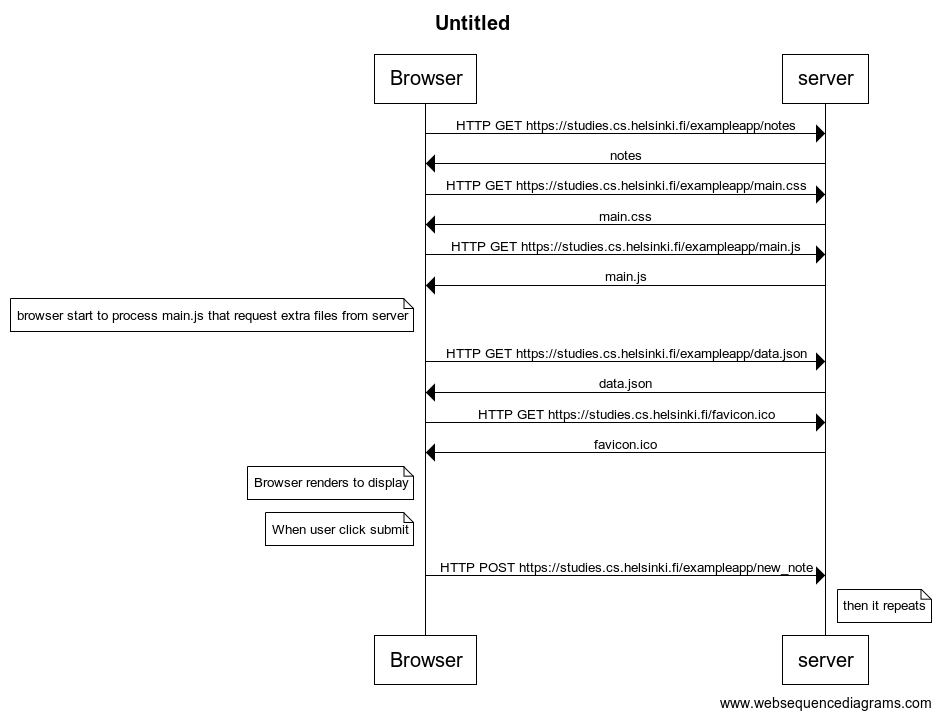 Untitled
Browser
server
HTTP GET https://studies.cs.helsinki.fi/exampleapp/notes
notes
HTTP GET https://studies.cs.helsinki.fi/exampleapp/main.css
main.css
HTTP GET https://studies.cs.helsinki.fi/exampleapp/main.js
main.js
browser start to process main.js that request extra files from server
HTTP GET https://studies.cs.helsinki.fi/exampleapp/data.json
data.json
HTTP GET https://studies.cs.helsinki.fi/favicon.ico
favicon.ico
Browser renders to display
When user click submit
HTTP POST https://studies.cs.helsinki.fi/exampleapp/new_note
then it repeats
Browser
server
www.websequencediagrams.com